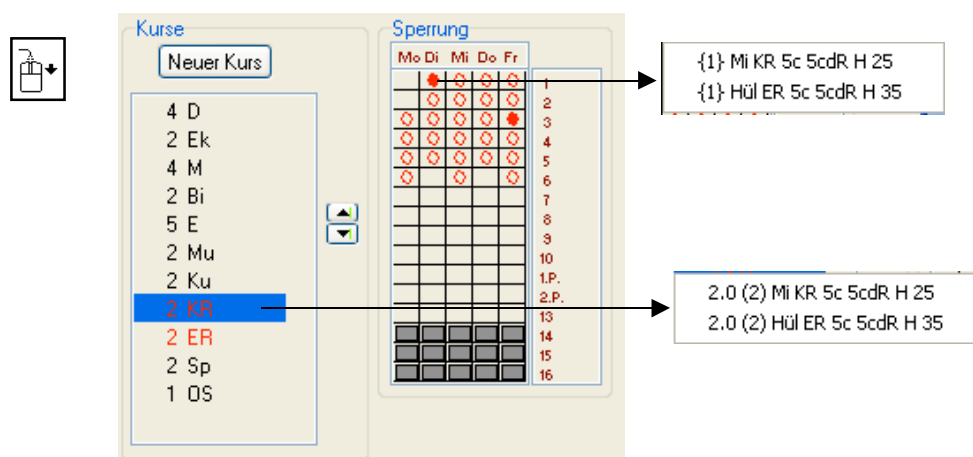 Kurse
Neuer Kurs
4 D
2 Ek
4 M
2 Bi
5 E
2 Mu
2 Ku
2 KR
2 ER
2 Sp
1 OS
Sperrung
Mo Di Mi Do Fr
1
2
3
4
5
6
7
8
9
10
1.P.
2.P.
13
14
15
16
{1} Mi KR 5c 5cdR H 25
{1} Hül ER 5c 5cdR H 35
2.0 (2) Mi KR 5c 5cdR H 25
2.0 (2) Hül ER 5c 5cdR H 35